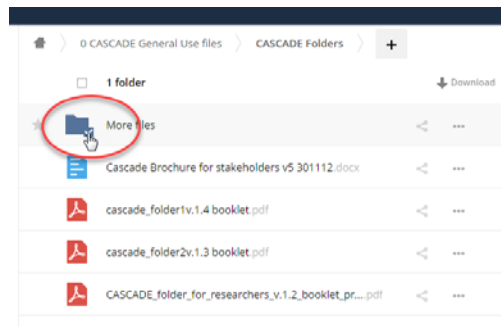 0 CASCADE General Use files CASCADE Folders +
1 folder Download
More files
Cascade Brochure for stakeholders v5 301112.docx
cascade_folder1v.1.4 booklet.pdf
cascade_folder2v.1.3 booklet.pdf
CASCADE_folder_for_researchers_v.1.2_booklet_pr....pdf